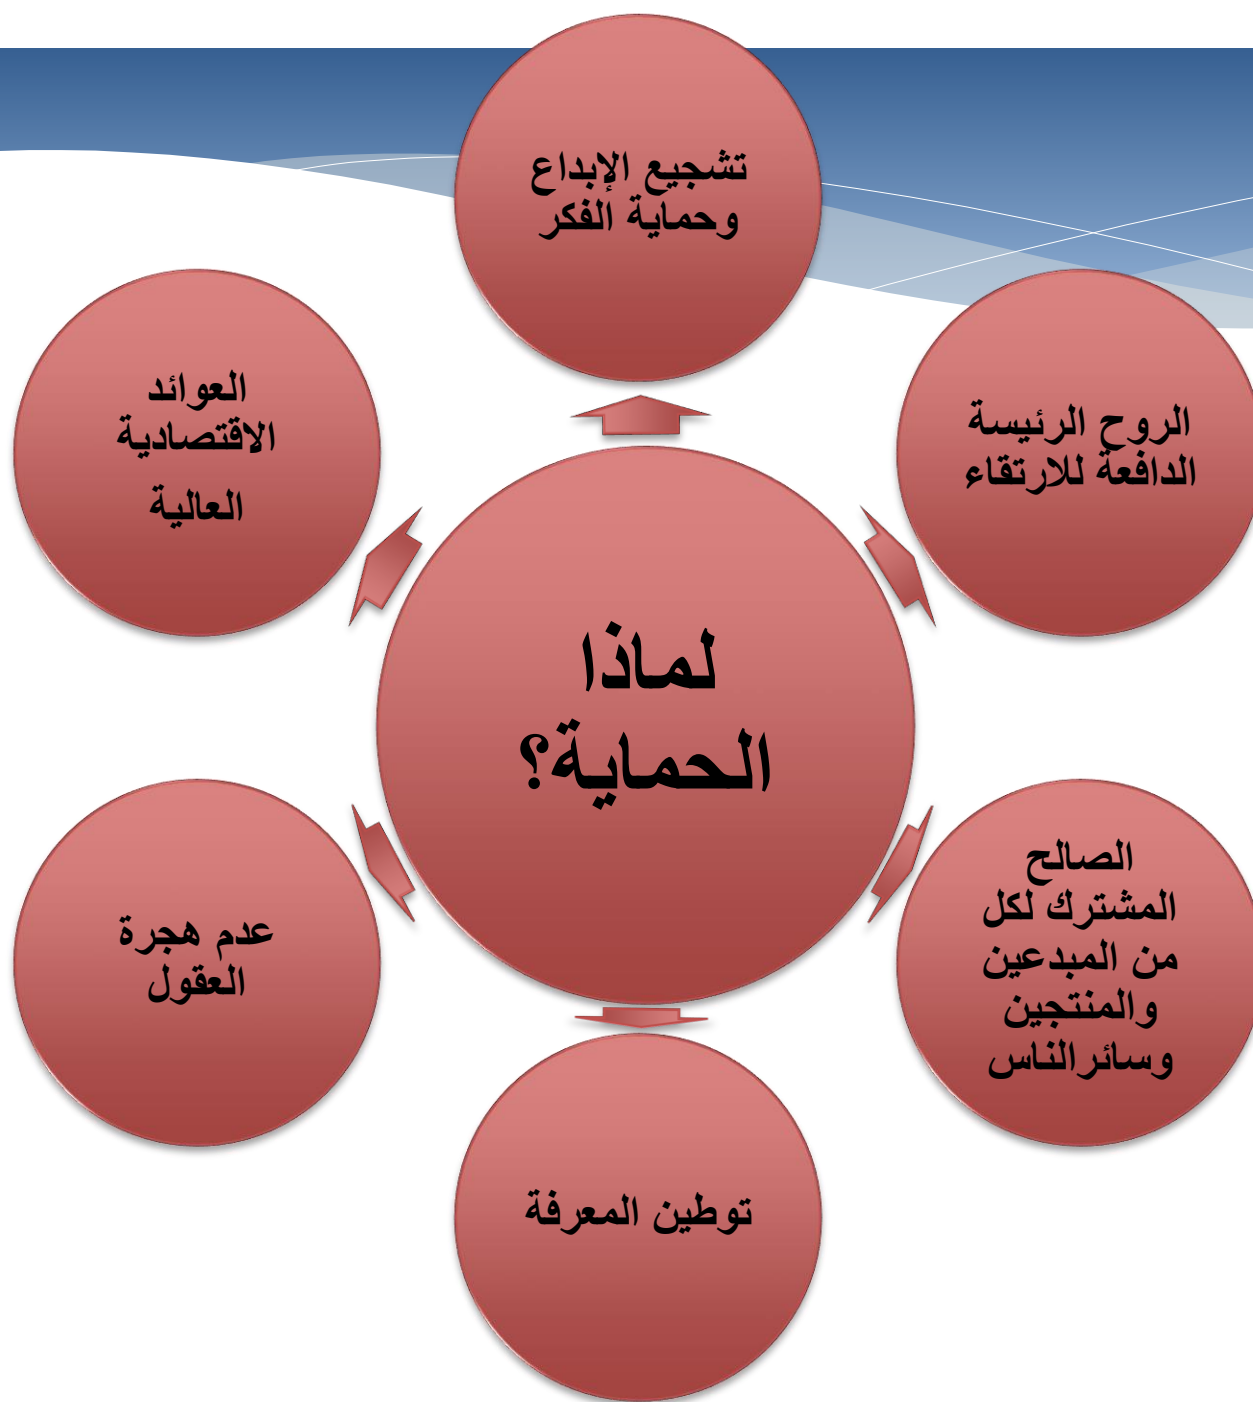 تشجيع الإبداع
وحماية الفكر
الروح الرئيسة
الدافعة للارتقاء
الصالح
المشترك لكل
من المبدعين
والمنتجين
وسائرالناس
توطين المعرفة
عدم هجرة
العقول
العوائد
الاقتصادية
العالية
لماذا
الحماية؟